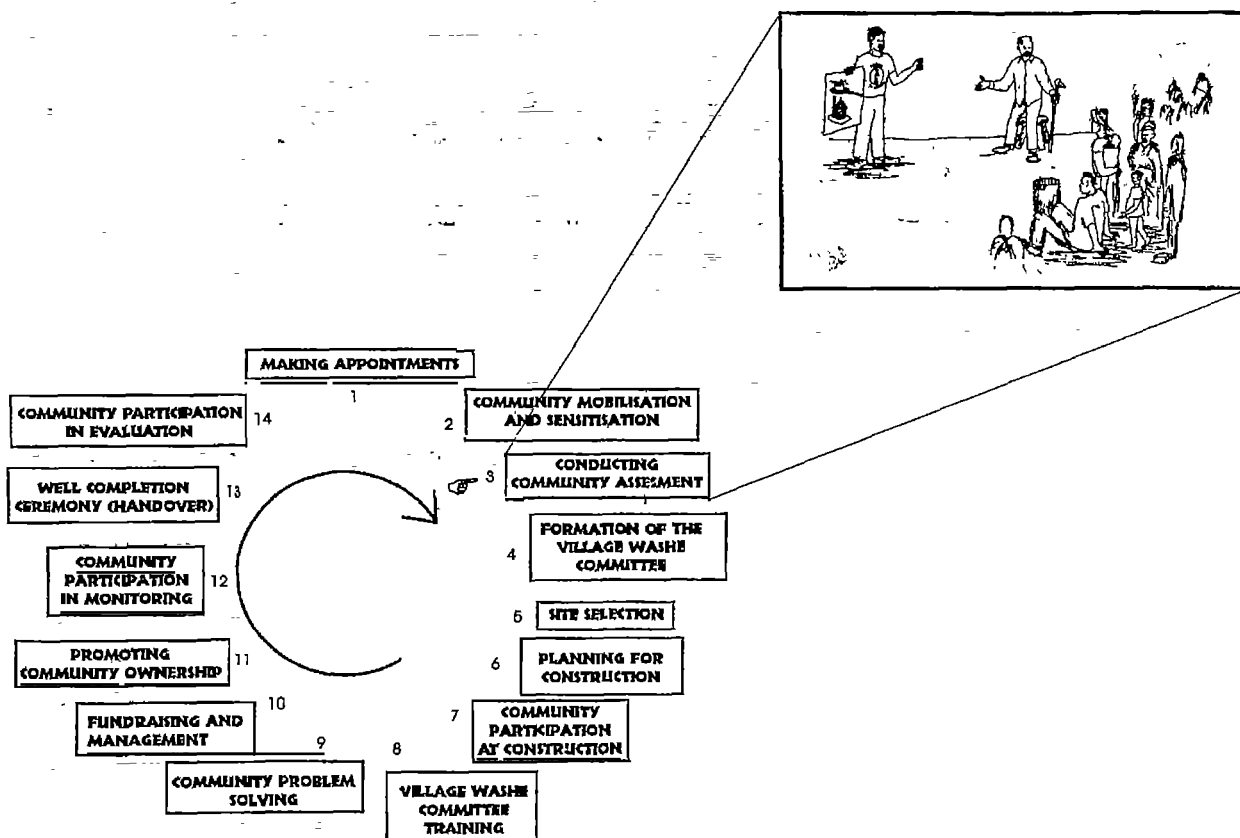 MAKING APPOINTMENTS
1
COMMUNITY MOBILISATION
AND SENSITISATION
2
CONDUCTING
COMMUNITY ASSESMENT
3
FORMATION OF THE
VILLAGE WASHE
COMMITTEE
4
SITE SELECTION
5
PLANNING FOR
CONSTRUCTION
6
COMMUNITY
PARTICIPATION
AT CONSTRUCTION
7
VILLAGE WASHE
COMMITTEE
TRAINING
8
COMMUNITY PROBLEM
SOLVING
9
FUNDRAISING AND
MANAGEMENT
10
PROMOTING
COMMUNITY OWNERSHIP
11
COMMUNITY
PARTICIPATION
IN MONITORING
12
WELL COMPLETION
CEREMONY (HANDOVER)
13
COMMUNITY PARTICIPATION
IN EVALUATION
14